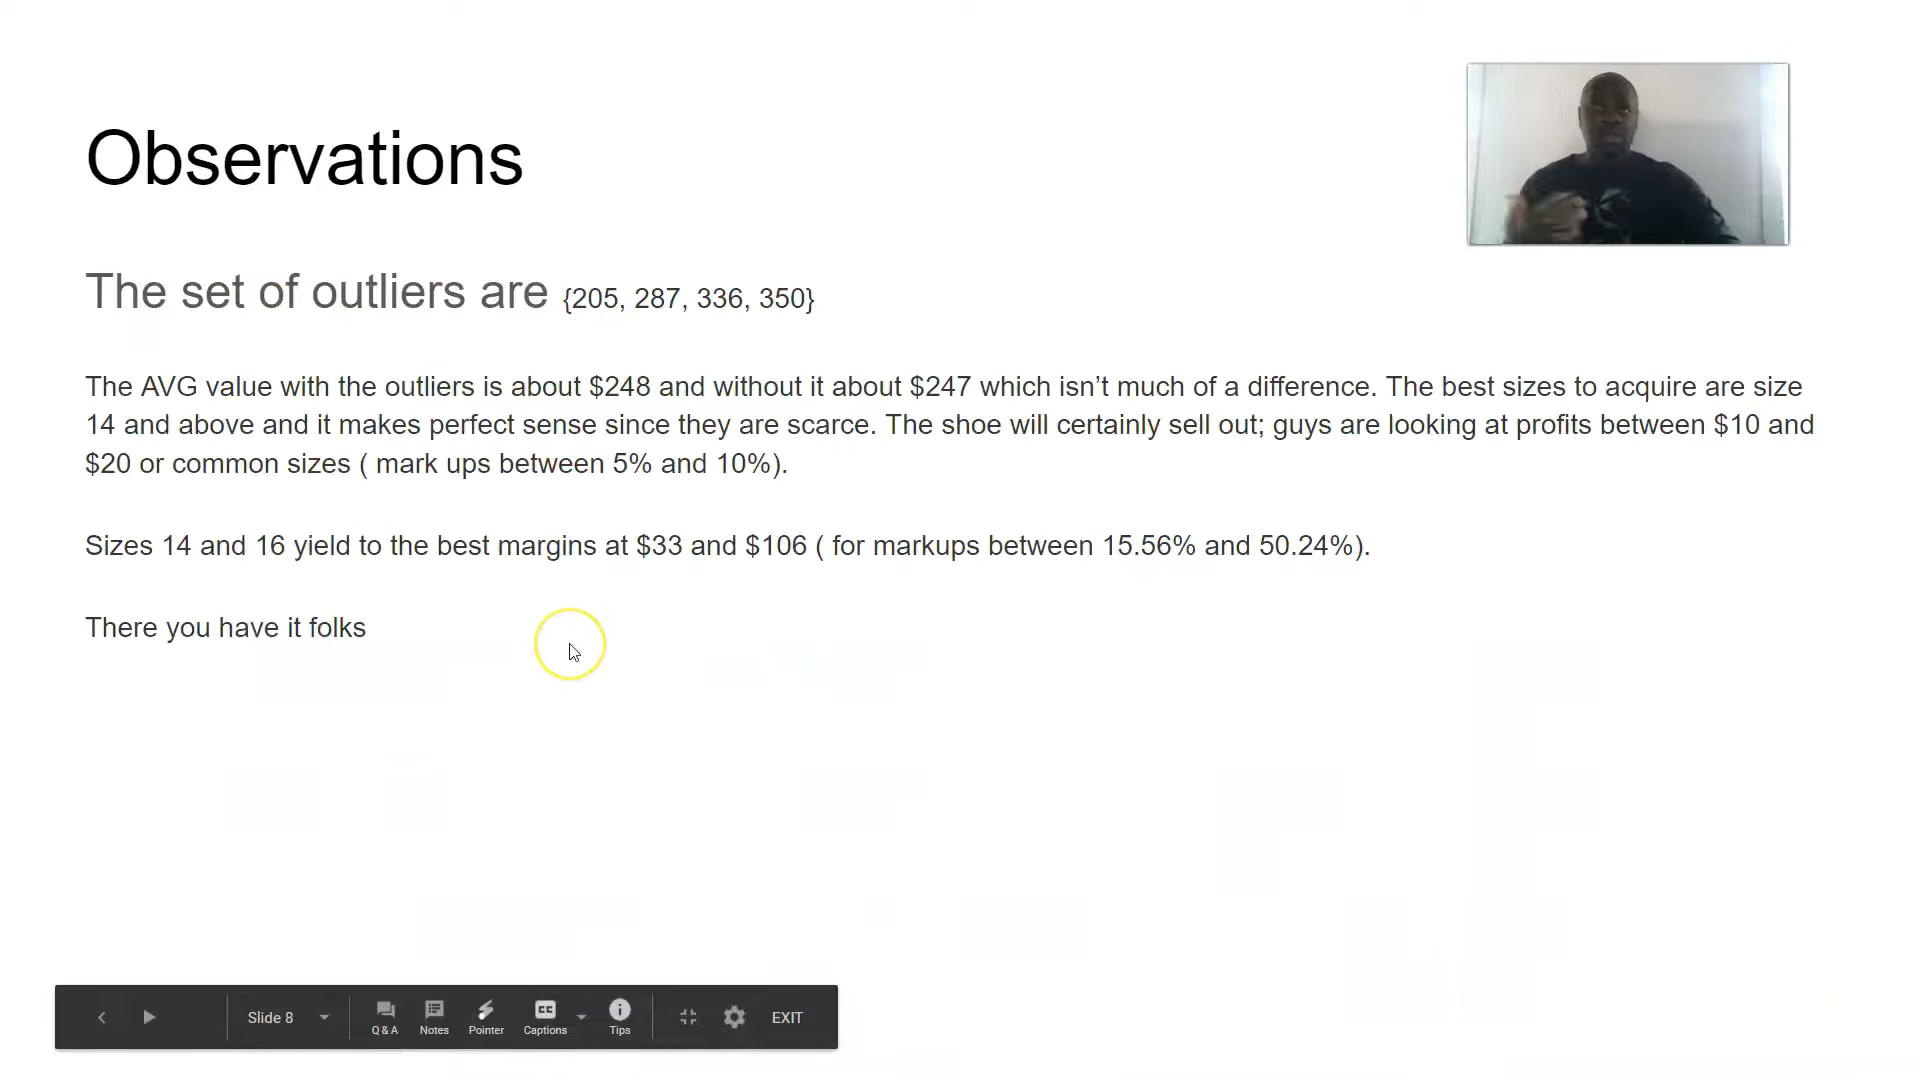 Observations
The set of outliers are {205, 287, 336, 350}
The AVG value with the outliers is about $248 and without it about $247 which isn’t much of a difference. The best sizes to acquire are size
14 and above and it makes perfect sense since they are scarce. The shoe will certainly sell out; guys are looking at profits between $10 and
$20 or common sizes ( mark ups between 5% and 10%).
Sizes 14 and 16 yield to the best margins at $33 and $106 ( for markups between 15.56% and 50.24%).
There you have it folks
Slide 8
Q & A
Notes
Pointer
CC
Captions
Tips
EXIT